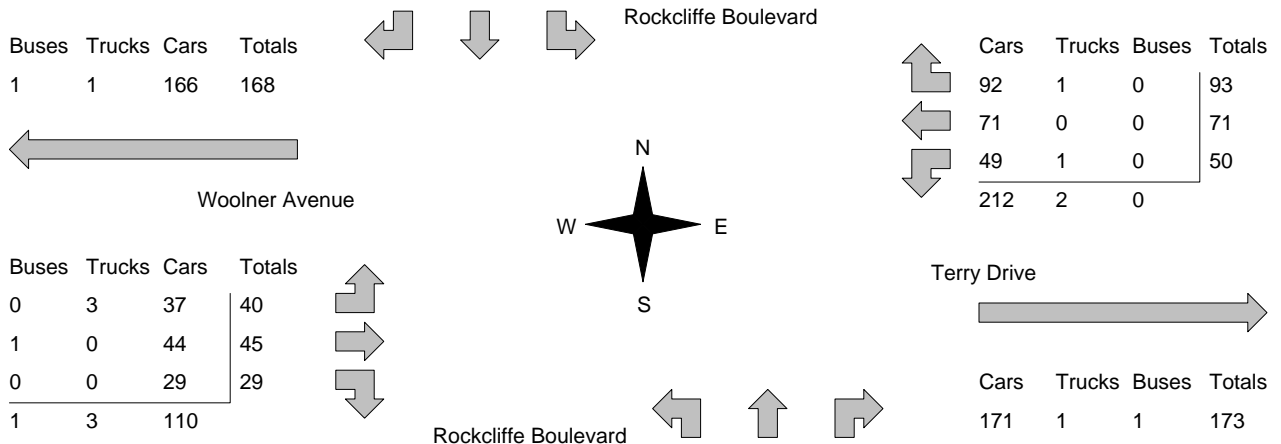 Rockcliffe Boulevard
Buses Trucks Cars Totals
1 1 166 168
Cars Trucks Buses Totals
92 1 0 93
71 0 0 71
49 1 0 50
212 2 0
Woolner Avenue
N
W E
S
Buses Trucks Cars Totals
0 3 37 40
1 0 44 45
0 0 29 29
1 3 110
Terry Drive
Cars Trucks Buses Totals
171 1 1 173
Rockcliffe Boulevard